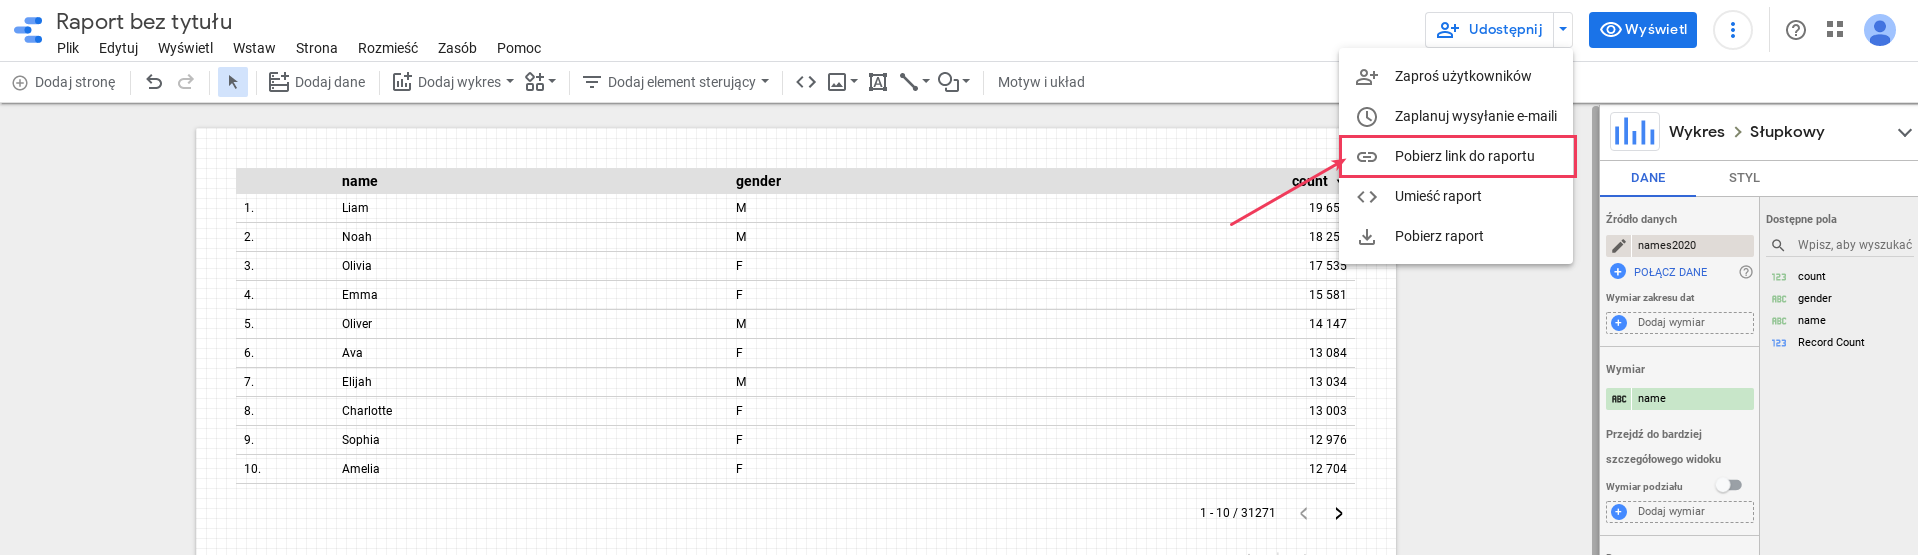 Raport bez tytułu
Plik Edytuj Wyświetl Wstaw Strona Rozmieść Zasób Pomoc
Udostępnij
Wyświetl
Dodaj stronę
Dodaj dane
Dodaj wykres
Dodaj element sterujący
Motyw i układ
Zaproś użytkowników
Zaplanuj wysyłanie e-maili
Pobierz link do raportu
Umieść raport
Pobierz raport
name gender count
1. Liam M 19 65
2. Noah M 18 25
3. Olivia F 17 535
4. Emma F 15 581
5. Oliver M 14 147
6. Ava F 13 084
7. Elijah M 13 034
8. Charlotte F 13 003
9. Sophia F 12 976
10. Amelia F 12 704
1 - 10 / 31271
Wykres Słupkowy
DANE STYL
Źródło danych
names2020
POŁĄCZ DANE
Wymiar zakresu dat
Dodaj wymiar
Wymiar
ABC name
Przejdź do bardziej
szczegółowego widoku
Wymiar podziału
Dodaj wymiar
Dostępne pola
Wpisz, aby wyszukać
123 count
ABC gender
ABC name
123 Record Count